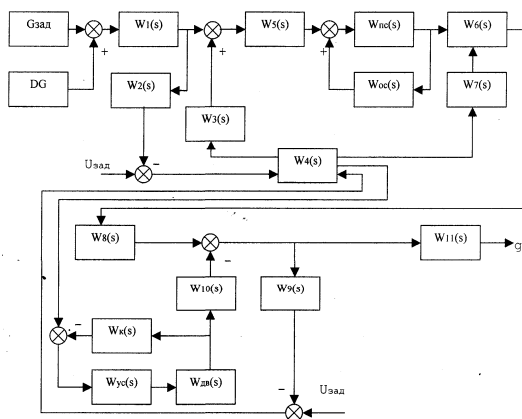 Gзад
W1(s)
W5(s)
Wпс(s)
W6(s)
+
+
+
DG
W2(s)
W3(s)
Wос(s)
W7(s)
Uзад
−
W4(s)
W8(s)
−
W11(s)
g
W10(s)
W9(s)
−
Wк(s)
Wус(s)
Wдв(s)
−
Uзад